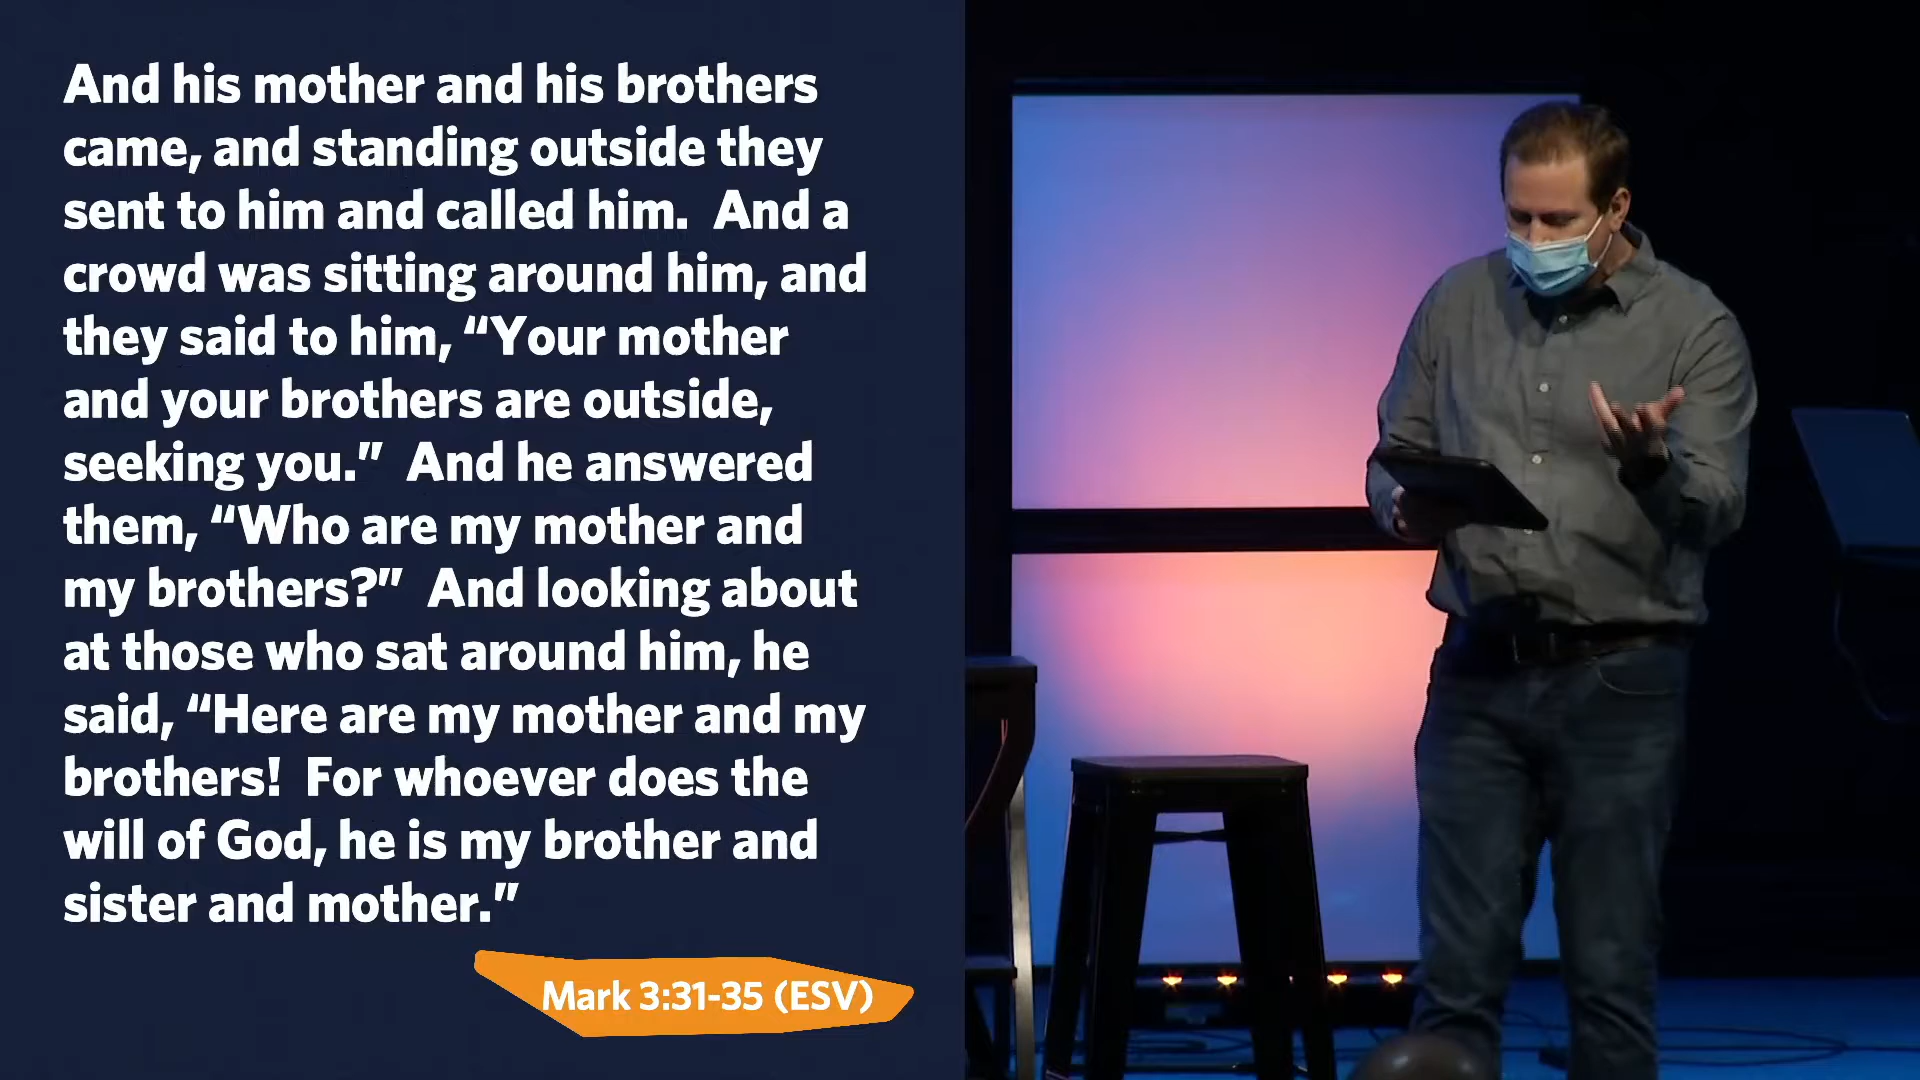 And his mother and his brothers
came, and standing outside they
sent to him and called him.  And a
crowd was sitting around him, and
they said to him, “Your mother
and your brothers are outside,
seeking you.”  And he answered
them, “Who are my mother and
my brothers?”  And looking about
at those who sat around him, he
said, “Here are my mother and my
brothers!  For whoever does the
will of God, he is my brother and
sister and mother.”
Mark 3:31-35 (ESV)